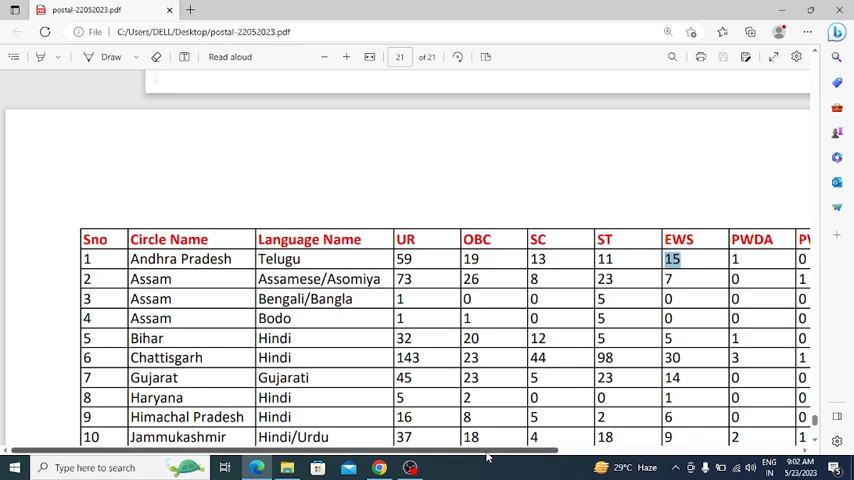 postal-22052023.pdf
File C:/Users/DELL/Desktop/postal-22052023.pdf
Draw Read aloud 21 of 21
Sno Circle Name Language Name UR OBC SC ST EWS PWDA
1 Andhra Pradesh Telugu 59 19 13 11 15 1 0
2 Assam Assamese/Asomiya 73 26 8 23 7 0 1
3 Assam Bengali/Bangla 1 0 0 5 0 0 0
4 Assam Bodo 1 1 0 5 0 0 0
5 Bihar Hindi 32 20 12 5 5 1 0
6 Chattisgarh Hindi 143 23 44 98 30 3 1
7 Gujarat Gujarati 45 23 5 23 14 0 0
8 Haryana Hindi 5 2 0 0 1 0 0
9 Himachal Pradesh Hindi 16 8 5 2 6 0 0
10 Jammukashmir Hindi/Urdu 37 18 4 18 9 2 1
Type here to search 29°C Haze ENG 9:02 AM
IN 5/23/2023